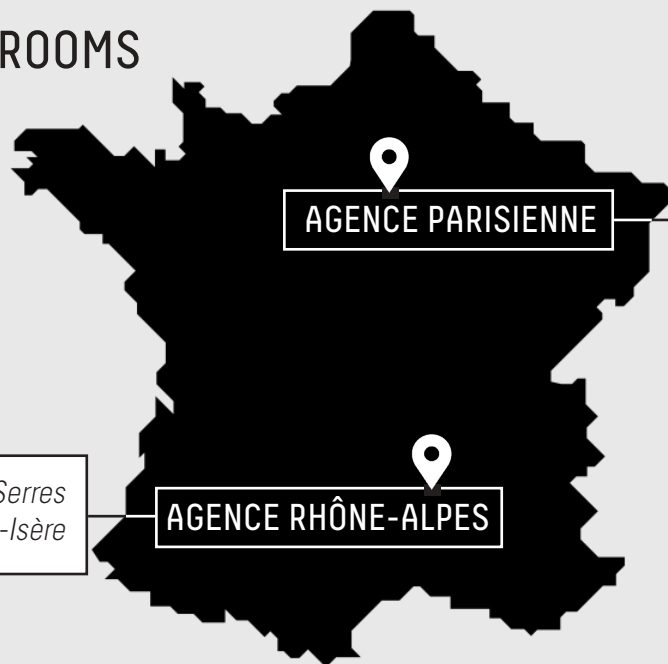 ROOMS
AGENCE PARISIENNE
Serres
-Isère
AGENCE RHÔNE-ALPES